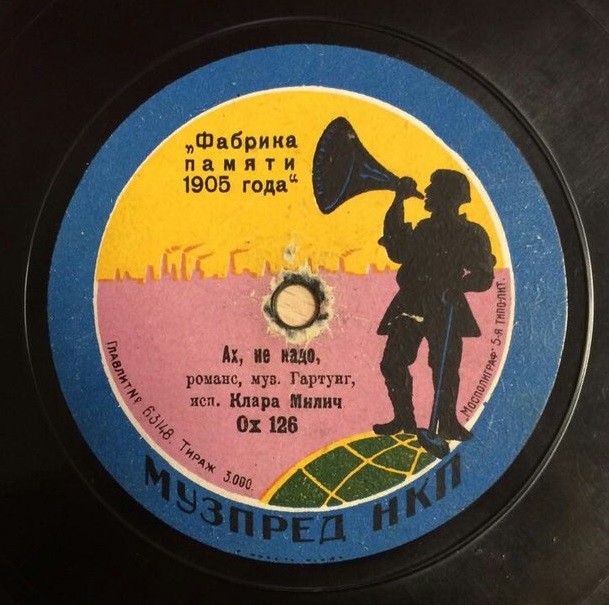 „Фабрика
памяти
1905 года“
Ах, не надо,
романс, муз. Гартунг,
исп. Клара Милич
Ох 126
Главлит № 63148. Тираж 3.000.
„Мосполиграф“ 5-я типо-лит.
МУЗПРЕД НКП